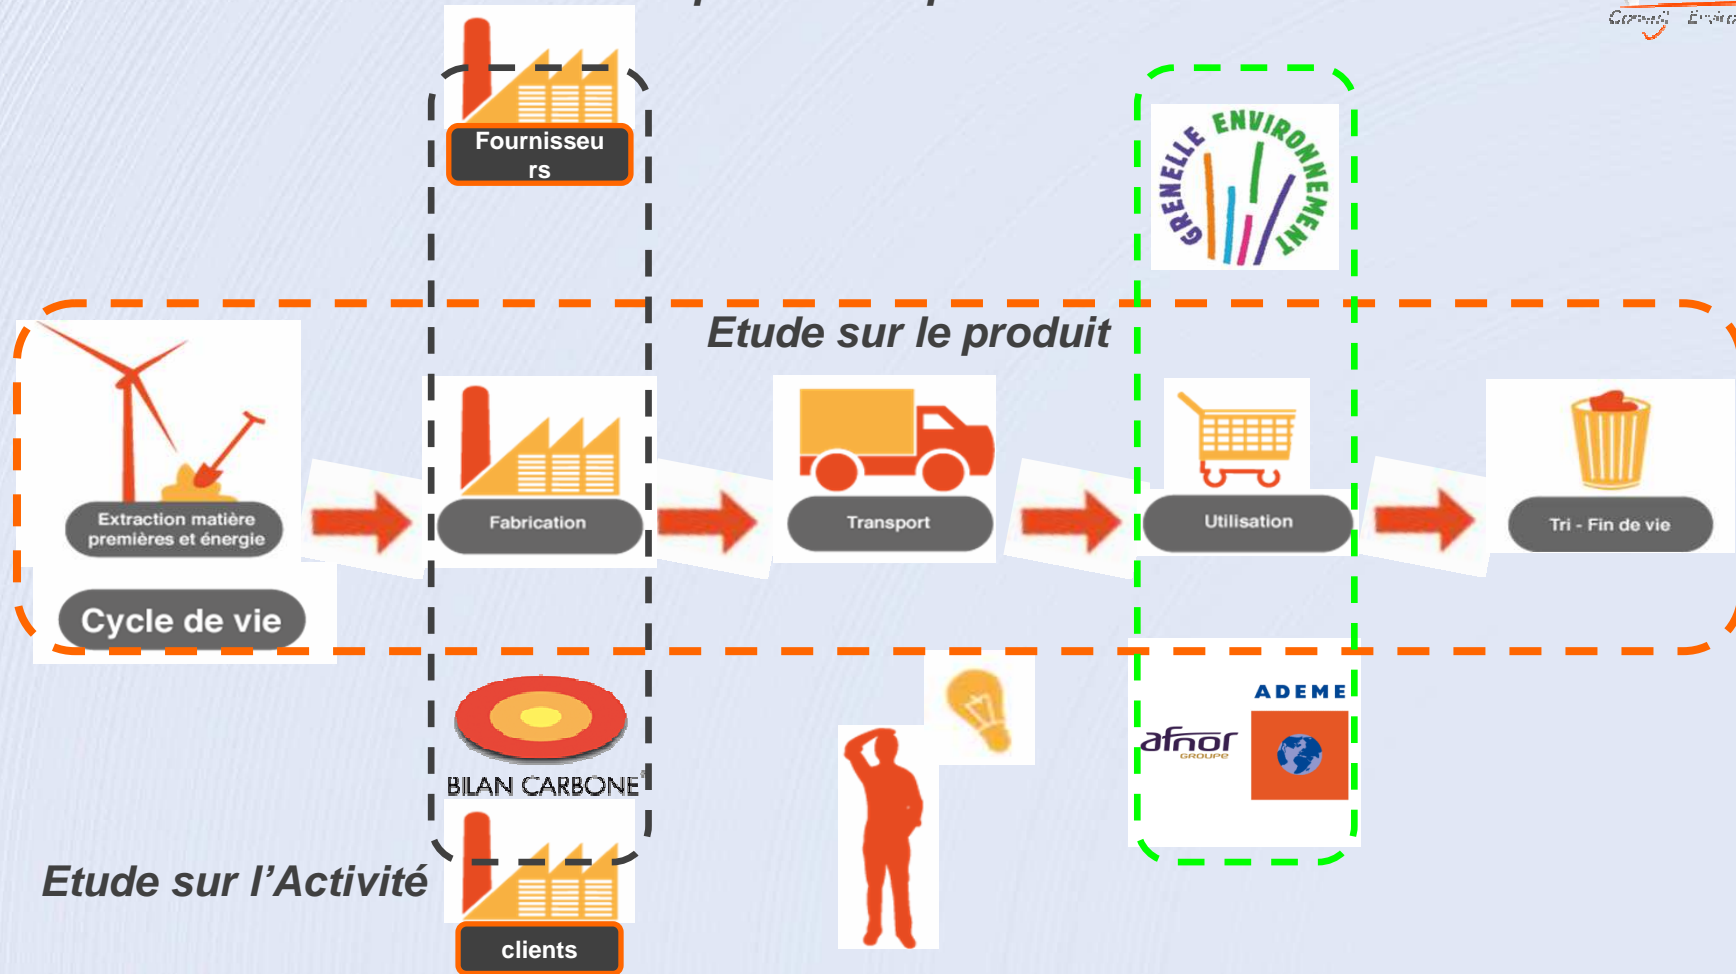 Fournisseu
rs
GRENELLE ENVIRONNEMENT
Etude sur le produit
Extraction matière
premières et énergie
Fabrication
Transport
Utilisation
Tri - Fin de vie
Cycle de vie
ADEME
afnor
GROUPE
BILAN CARBONE®
Etude sur l’Activité
clients